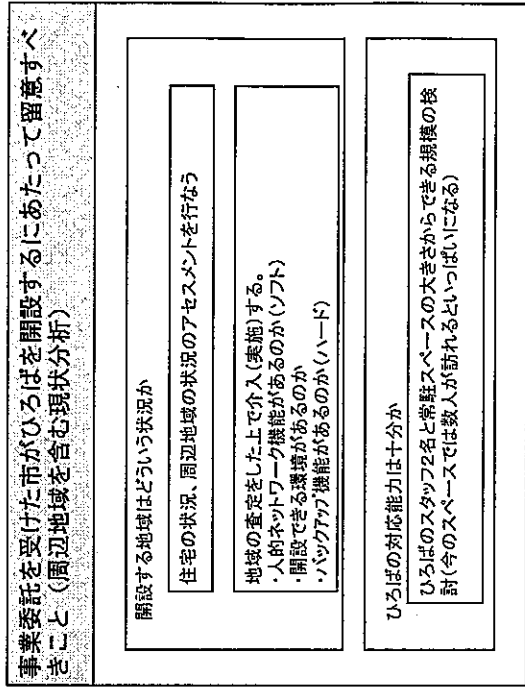 事業委託を受けた市がひろばを開設するにあたって留意すべ
きこと（周辺地域を含む現状分析）
開設する地域はどういう状況か
住宅の状況、周辺地域の状況のアセスメントを行なう
地域の査定をした上で介入(実施)する。
・人的ネットワーク機能があるのか(ソフト)
・開設できる環境があるのか
・バックアップ機能があるのか(ハード)
ひろばの対応能力は十分か
ひろばのスタッフ2名と常駐スペースの大きさからできる規模の検
討(今のスペースでは数人が訪れるといっぱいになる)